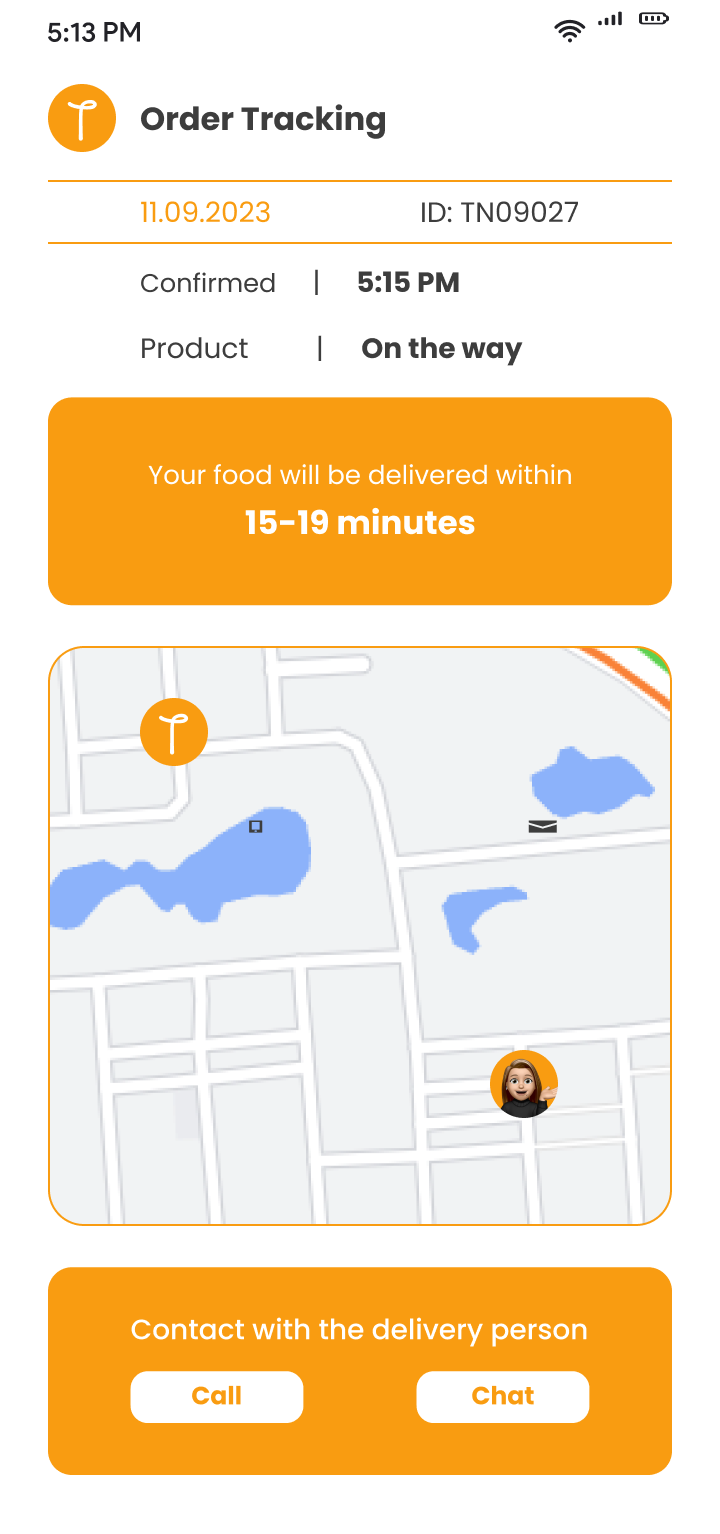 5:13 PM
Order Tracking
11.09.2023 ID: TN09027
Confirmed | 5:15 PM
Product | On the way
Your food will be delivered within
15-19 minutes
Contact with the delivery person
Call Chat